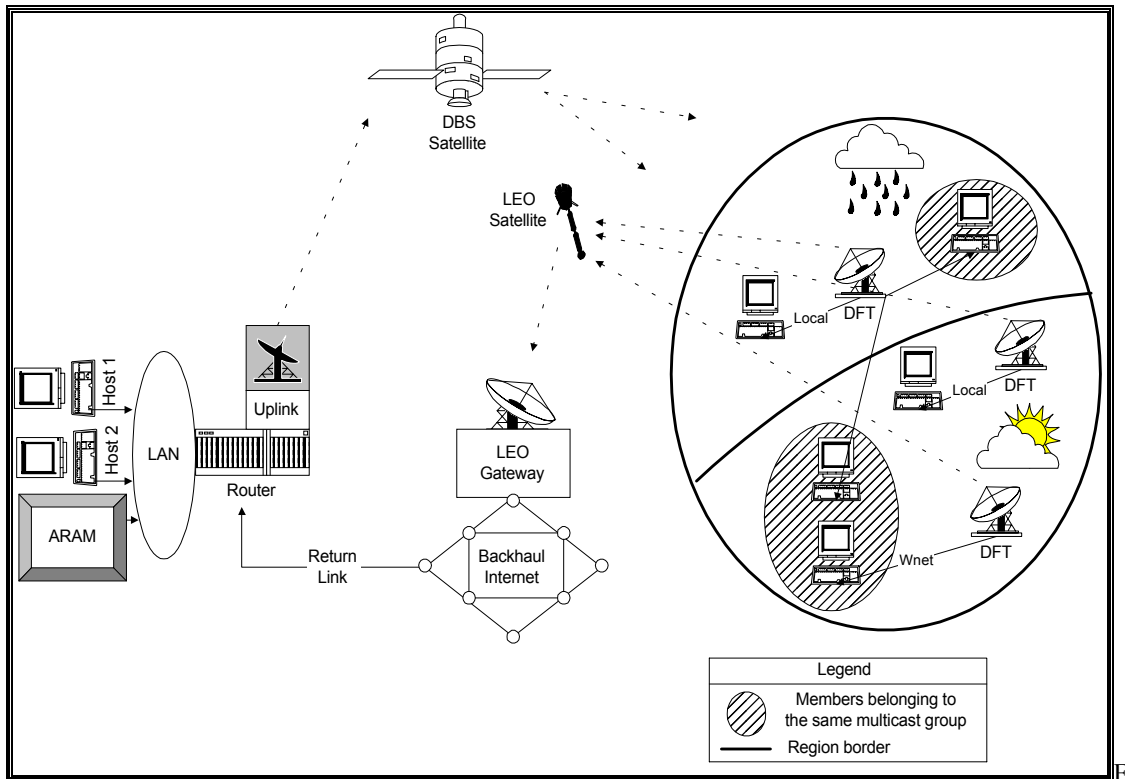 DBS
Satellite
LEO
Satellite
Local
DFT
Local
DFT
Host 1
Host 2
LAN
Uplink
Router
ARAM
LEO
Gateway
Return
Link
Backhaul
Internet
Wnet
DFT
Legend
Members belonging to
the same multicast group
Region border